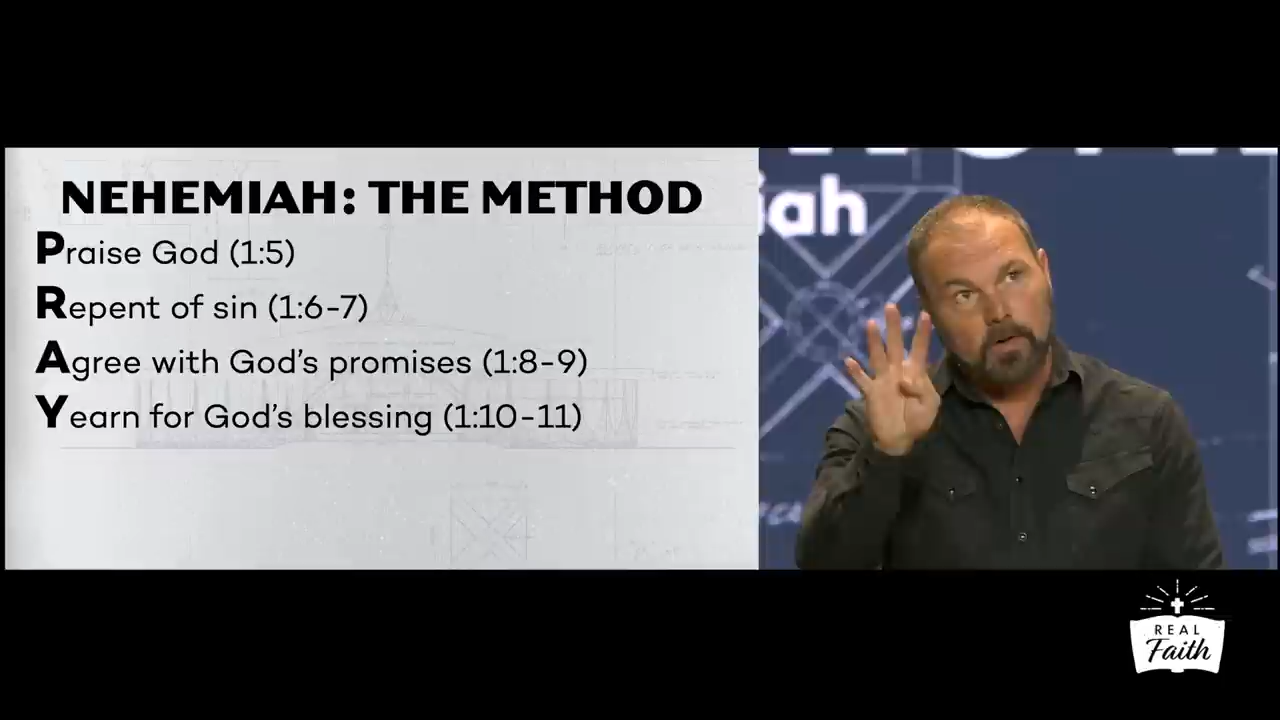 NEHEMIAH: THE METHOD
Praise God (1:5)
Repent of sin (1:6-7)
Agree with God's promises (1:8-9)
Yearn for God's blessing (1:10-11)
iah
REAL
Faith